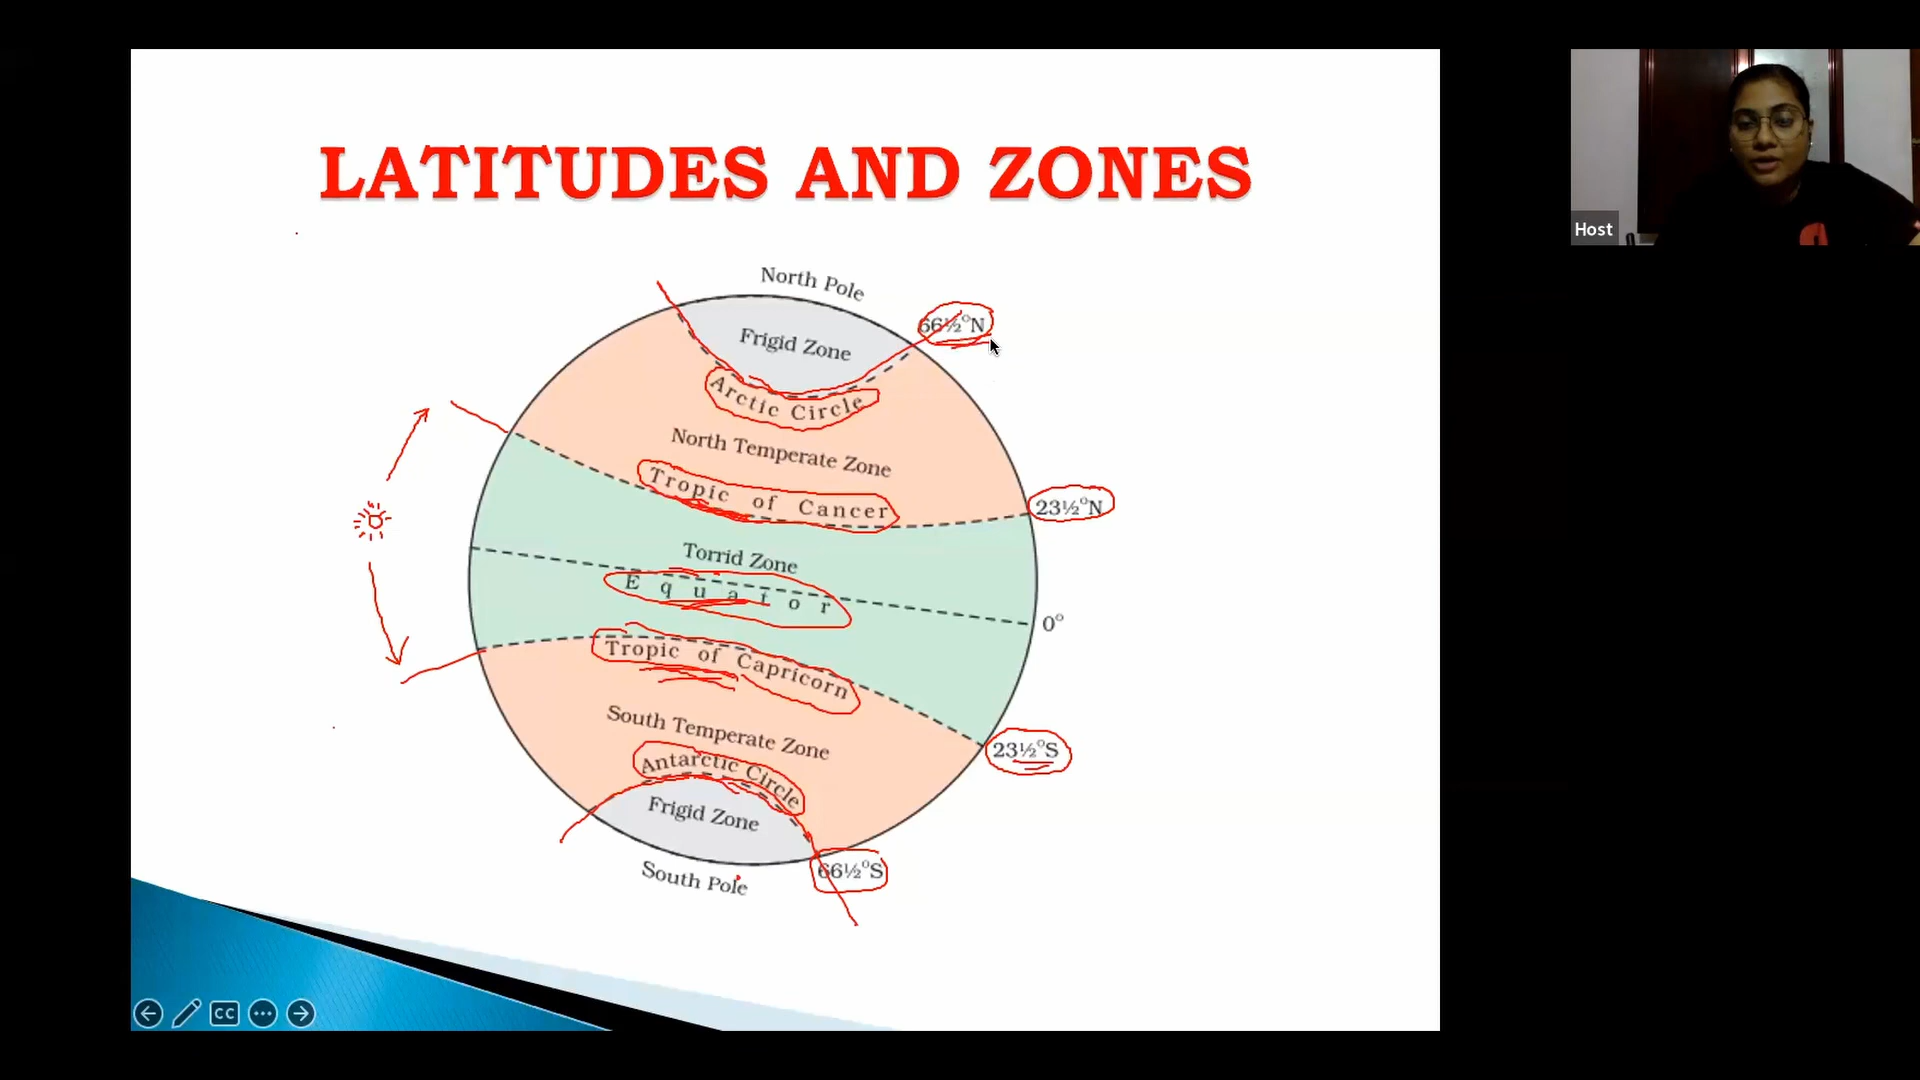 LATITUDES AND ZONES
Host
North Pole
66½°N
Frigid Zone
Arctic Circle
North Temperate Zone
Tropic of Cancer
23½°N
Torrid Zone
Equator
0°
Tropic of Capricorn
South Temperate Zone
23½°S
Antarctic Circle
Frigid Zone
66½°S
South Pole
CC